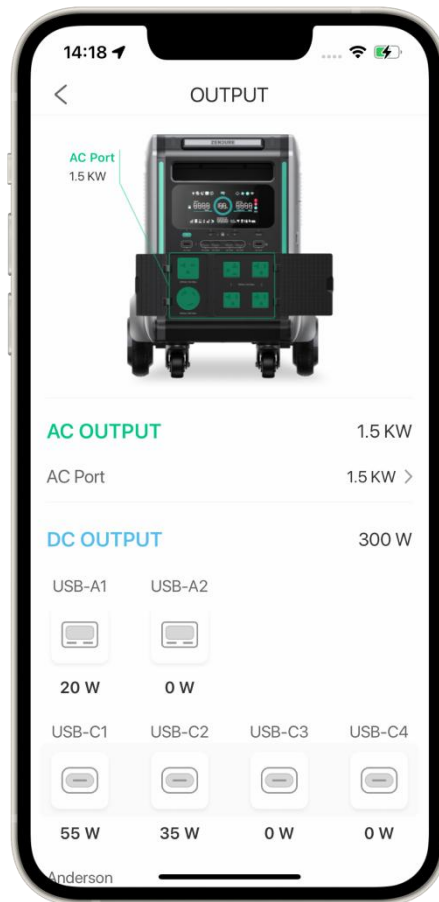 14:18
OUTPUT
ZENDURE
AC Port
1.5 KW
AC OUTPUT 1.5 KW
AC Port 1.5 KW
DC OUTPUT 300 W
USB-A1 USB-A2
20 W 0 W
USB-C1 USB-C2 USB-C3 USB-C4
55 W 35 W 0 W 0 W
Anderson